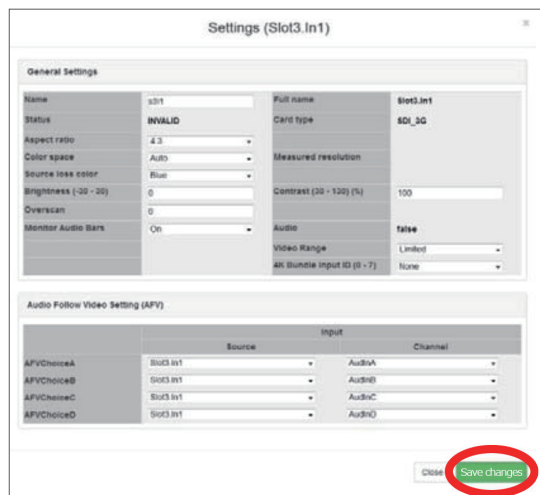 Settings (Slot3.In1)
×
General Settings
Name s3i1 Full name Slot3.In1
Status INVALID Card type SDI_3G
Aspect ratio 4:3
Color space Auto Measured resolution
Source loss color Blue
Brightness (-30 - 30) 0 Contrast (30 - 130) (%) 100
Overscan 0
Monitor Audio Bars On Audio false
Video Range Limited
4K Bundle Input ID (0 - 7) None
Audio Follow Video Setting (AFV)
Input
Source Channel
AFVChoiceA Slot3.In1 AudInA
AFVChoiceB Slot3.In1 AudInB
AFVChoiceC Slot3.In1 AudInC
AFVChoiceD Slot3.In1 AudInD
Close Save changes